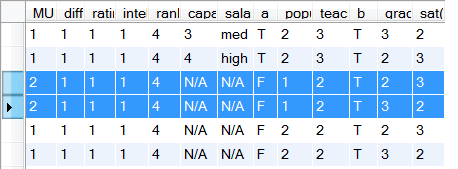 MU diff ratin inte ranl capa sala a popu teac b grac sat(
1 1 1 1 4 3 med T 2 3 T 3 2
1 1 1 1 4 4 high T 2 3 T 2 3
2 1 1 1 4 N/A N/A F 1 2 T 2 3
2 1 1 1 4 N/A N/A F 1 2 T 3 2
1 1 1 1 4 N/A N/A F 2 2 T 2 3
1 1 1 1 4 N/A N/A F 2 2 T 3 2